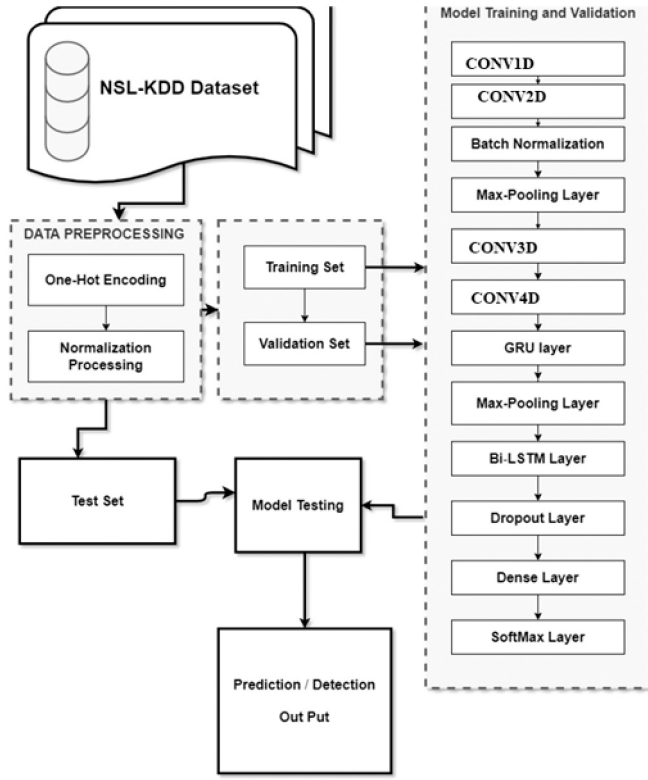 NSL-KDD Dataset
DATA PREPROCESSING
One-Hot Encoding
Normalization
Processing
Training Set
Validation Set
Test Set
Model Testing
Prediction / Detection
Out Put
Model Training and Validation
CONV1D
CONV2D
Batch Normalization
Max-Pooling Layer
CONV3D
CONV4D
GRU layer
Max-Pooling Layer
Bi-LSTM Layer
Dropout Layer
Dense Layer
SoftMax Layer